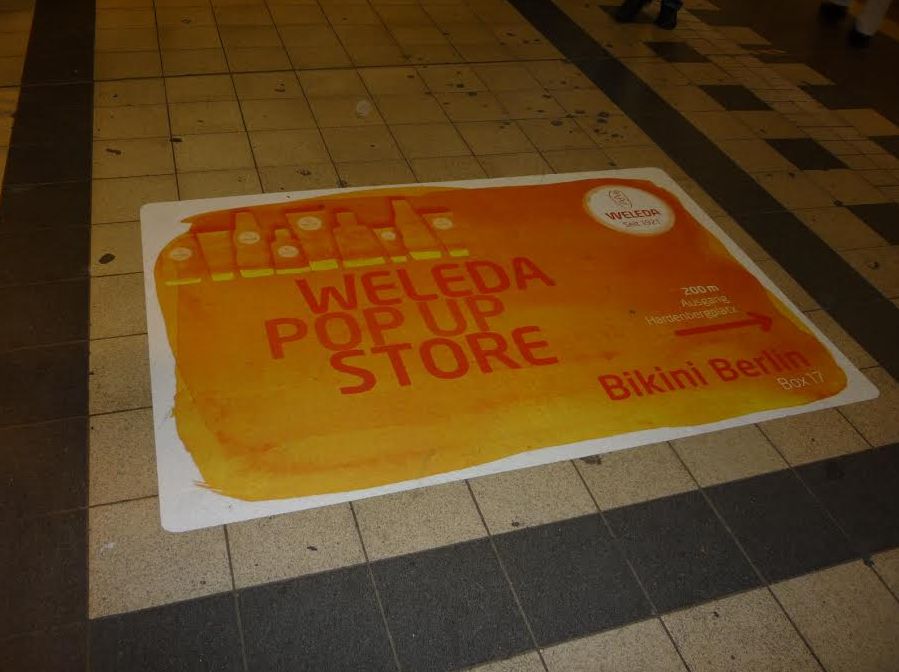 WELEDA
Seit 1921
WELEDA
POP UP
STORE
200 m
Ausgang
Hardenbergplatz
Bikini Berlin
Box 17